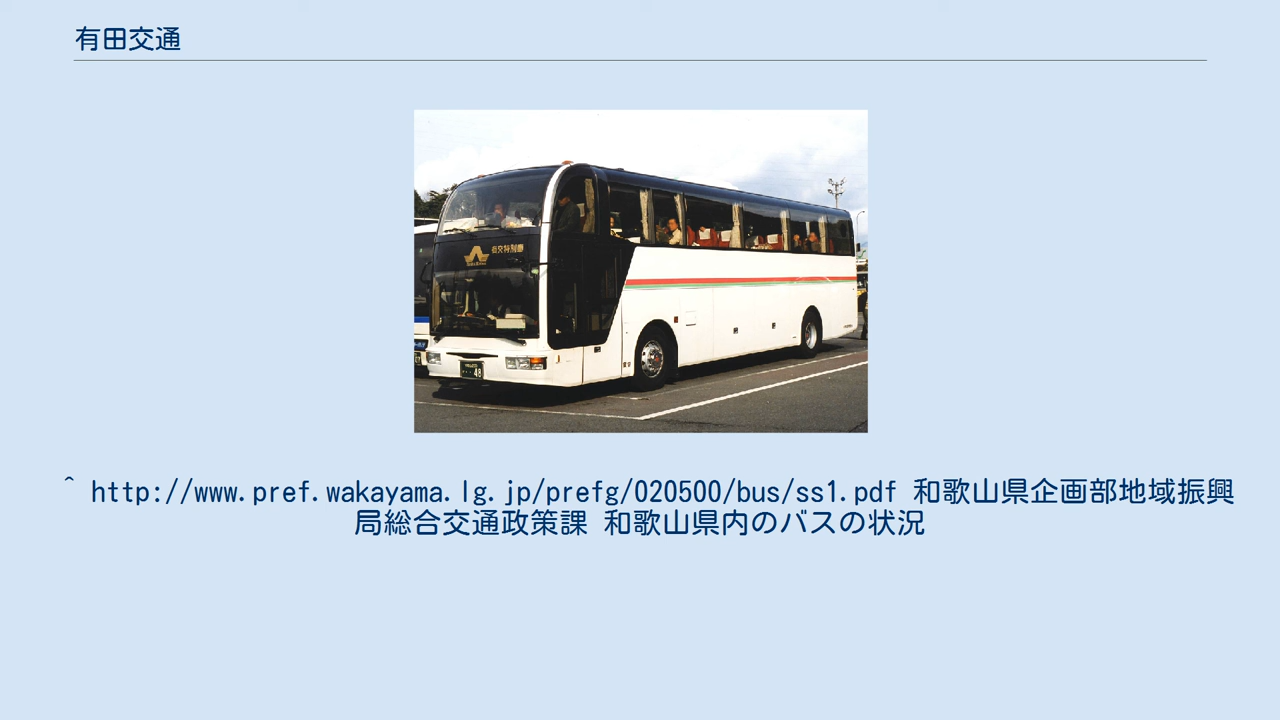 有田交通
^ http://www.pref.wakayama.lg.jp/prefg/020500/bus/ss1.pdf 和歌山県企画部地域振興
局総合交通政策課 和歌山県内のバスの状況
48